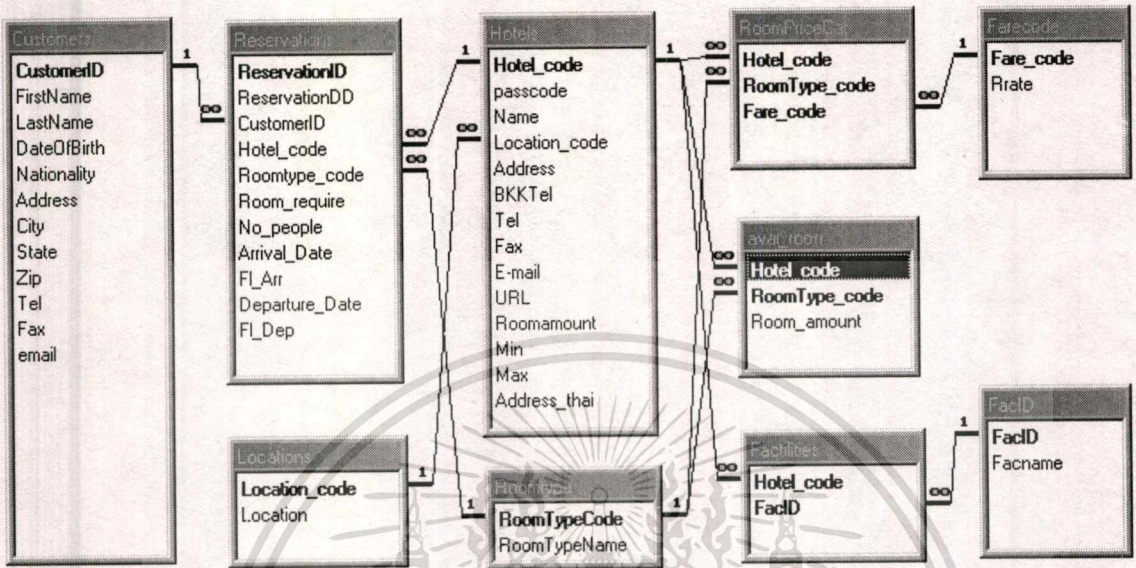 Customers
CustomerID
FirstName
LastName
DateOfBirth
Nationality
Address
City
State
Zip
Tel
Fax
email
1
∞
Reservations
ReservationID
ReservationDD
CustomerID
Hotel_code
Roomtype_code
Room_require
No_people
Arrival_Date
Fl_Arr
Departure_Date
Fl_Dep
∞
∞
1
∞
Hotels
Hotel_code
passcode
Name
Location_code
Address
BKKTel
Tel
Fax
E-mail
URL
Roomamount
Min
Max
Address_thai
1
∞
∞
Hotel_code
RoomType_code
Fare_code
∞
1
Farecode
Fare_code
Rrate
avai_room
Hotel_code
RoomType_code
Room_amount
∞
∞
Locations
Location_code
Location
1
1
RoomTypeCode
RoomTypeName
1
∞
Facilities
Hotel_code
FacID
∞
1
FacID
FacID
Facname